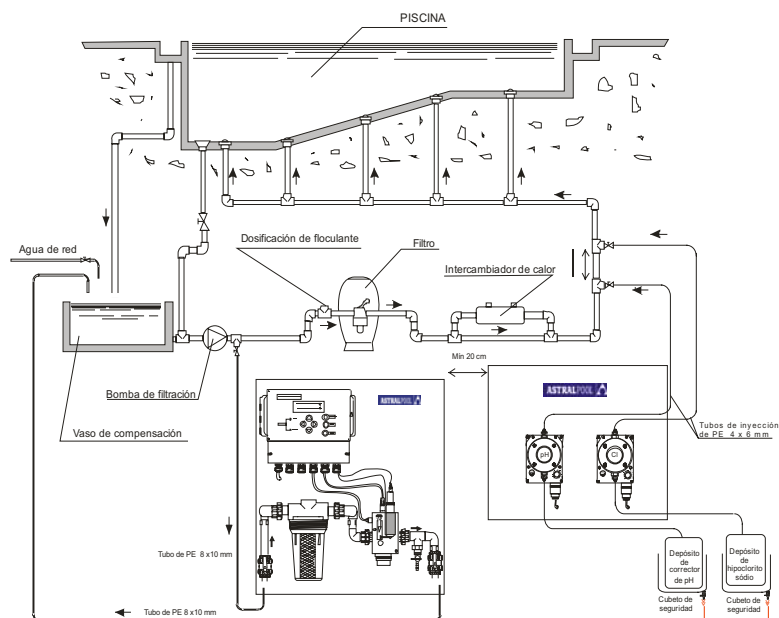 PISCINA
Agua de red
Dosificación de floculante
Filtro
Intercambiador de calor
Bomba de filtración
Vaso de compensación
Mín 20 cm
ASTRALPOOL
ASTRALPOOL
Tubos de inyección
de PE 4 x 6 mm
pH
Cl
Tubo de PE 8 x10 mm
Tubo de PE 8 x10 mm
Depósito
de
corrector
de pH
Depósito
de
hipoclorito
sódio
Cubeto de
seguridad
Cubeto de
seguridad